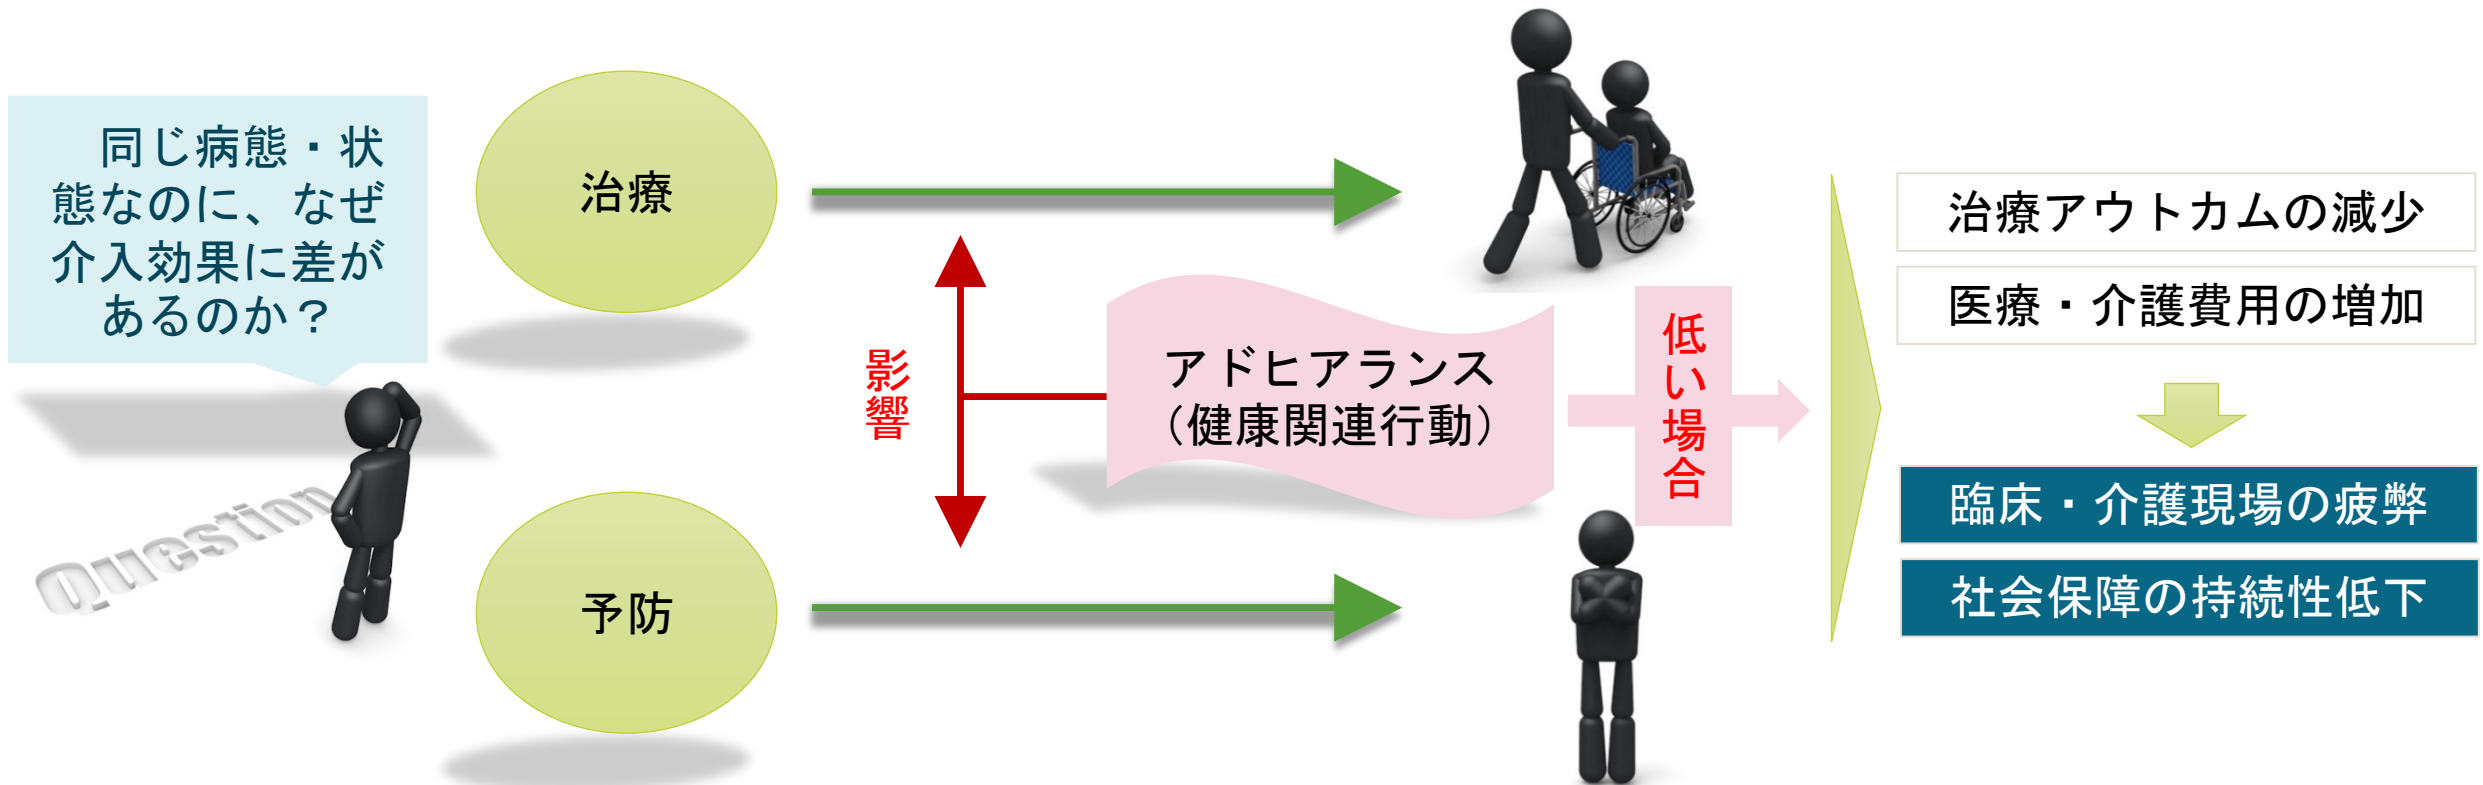 同じ病態・状
態なのに、なぜ
介入効果に差が
あるのか？
Question
治療
予防
影響
アドヒアランス
（健康関連行動）
低い場合
治療アウトカムの減少
医療・介護費用の増加
臨床・介護現場の疲弊
社会保障の持続性低下